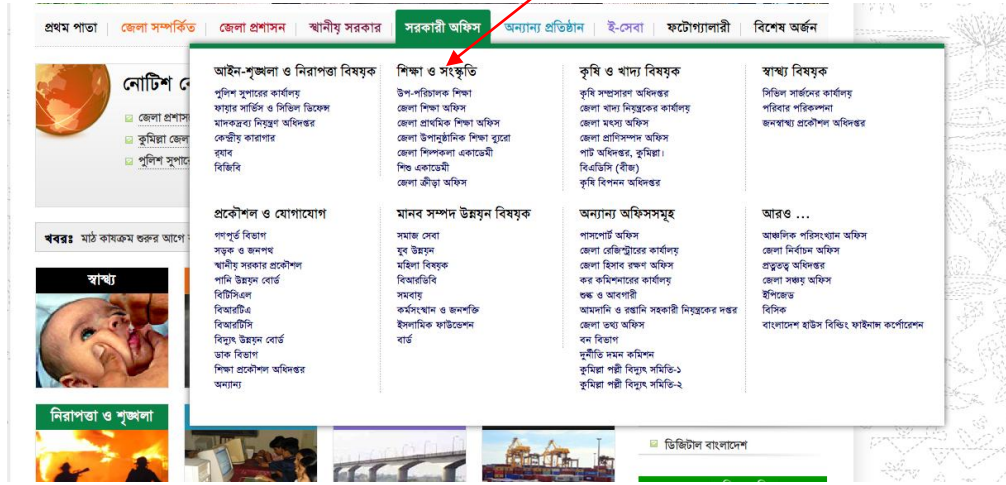 প্রথম পাতা | জেলা সম্পর্কিত | জেলা প্রশাসন | স্থানীয় সরকার | সরকারী অফিস | অন্যান্য প্রতিষ্ঠান | ই-সেবা | ফটোগ্যালারী | বিশেষ অর্জন
নোটিশ বো
জেলা প্রশাস
কুমিল্লা জেল
পুলিশ সুপারে
আইন-শৃঙ্খলা ও নিরাপত্তা বিষয়ক
পুলিশ সুপারের কার্যালয়
ফায়ার সার্ভিস ও সিভিল ডিফেন্স
মাদকদ্রব্য নিয়ন্ত্রণ অধিদপ্তর
কেন্দ্রীয় কারাগার
র‍্যাব
বিজিবি
শিক্ষা ও সংস্কৃতি
উপ-পরিচালক শিক্ষা
জেলা শিক্ষা অফিস
জেলা প্রাথমিক শিক্ষা অফিস
জেলা উপানুষ্ঠানিক শিক্ষা ব্যুরো
জেলা শিল্পকলা একাডেমী
শিশু একাডেমী
জেলা ক্রীড়া অফিস
কৃষি ও খাদ্য বিষয়ক
কৃষি সম্প্রসারণ অধিদপ্তর
জেলা খাদ্য নিয়ন্ত্রকের কার্যালয়
জেলা মৎস্য অফিস
জেলা প্রাণিসম্পদ অফিস
পাট অধিদপ্তর, কুমিল্লা।
বিএডিসি (বীজ)
কৃষি বিপনন অধিদপ্তর
স্বাস্থ্য বিষয়ক
সিভিল সার্জনের কার্যালয়
পরিবার পরিকল্পনা
জনস্বাস্থ্য প্রকৌশল অধিদপ্তর
প্রকৌশল ও যোগাযোগ
গণপূর্ত বিভাগ
সড়ক ও জনপথ
স্থানীয় সরকার প্রকৌশল
পানি উন্নয়ন বোর্ড
বিটিসিএল
বিআরটিএ
বিআরটিসি
বিদ্যুৎ উন্নয়ন বোর্ড
ডাক বিভাগ
শিক্ষা প্রকৌশল অধিদপ্তর
অন্যান্য
মানব সম্পদ উন্নয়ন বিষয়ক
সমাজ সেবা
যুব উন্নয়ন
মহিলা বিষয়ক
বিআরডিবি
সমবায়
কর্মসংস্থান ও জনশক্তি
ইসলামিক ফাউন্ডেশন
বার্ড
অন্যান্য অফিসসমূহ
পাসপোর্ট অফিস
জেলা রেজিস্ট্রারের কার্যালয়
জেলা হিসাব রক্ষণ অফিস
কর কমিশনারের কার্যালয়
শুল্ক ও আবগারী
আমদানি ও রপ্তানি সহকারী নিয়ন্ত্রকের দপ্তর
জেলা তথ্য অফিস
বন বিভাগ
দুর্নীতি দমন কমিশন
কুমিল্লা পল্লী বিদ্যুৎ সমিতি-১
কুমিল্লা পল্লী বিদ্যুৎ সমিতি-২
আরও ...
আঞ্চলিক পরিসংখ্যান অফিস
জেলা নির্বাচন অফিস
প্রত্নতত্ত্ব অধিদপ্তর
জেলা সঞ্চয় অফিস
ইপিজেড
বিসিক
বাংলাদেশ হাউস বিল্ডিং ফাইনান্স কর্পোরেশন
খবরঃ মাঠ কাযক্রম শুরুর আগে
স্বাস্থ্য
নিরাপত্তা ও শৃঙ্খলা
ডিজিটাল বাংলাদেশ